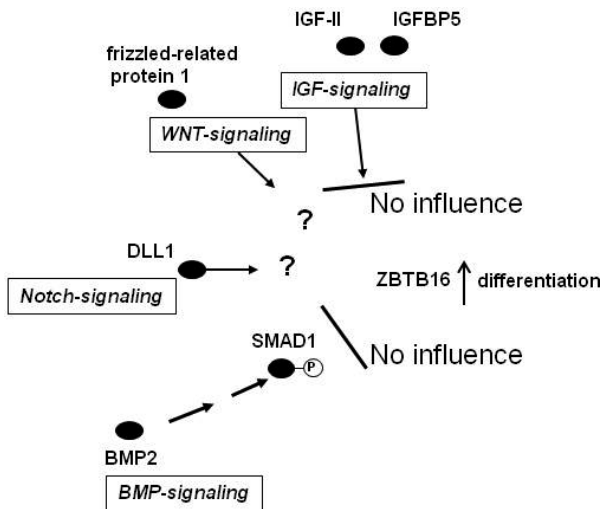 IGF-II IGFBP5
frizzled-related
protein 1
IGF-signaling
WNT-signaling
No influence
?
DLL1
?
ZBTB16 differentiation
Notch-signaling
SMAD1
No influence
P
BMP2
BMP-signaling